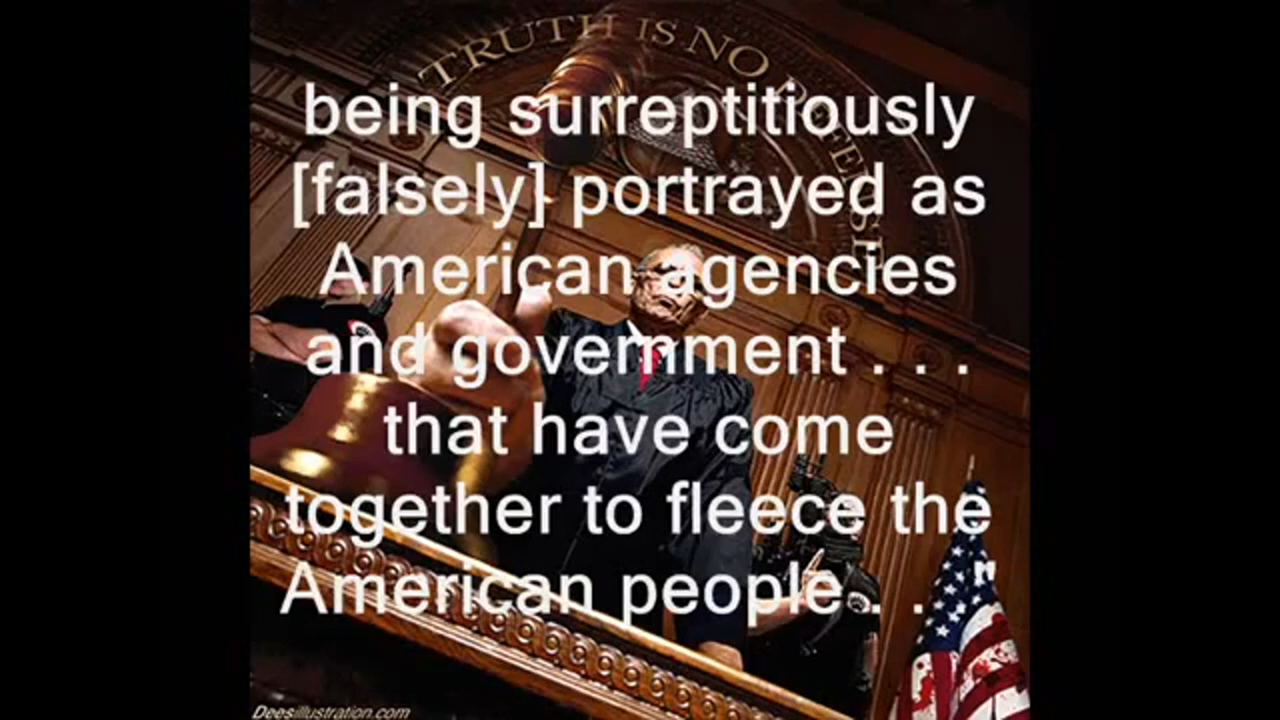 TRUTH IS NO DEFENSE
being surreptitiously
[falsely] portrayed as
American agencies
and government . . .
that have come
together to fleece the
American people . . ."
Deesillustration.com